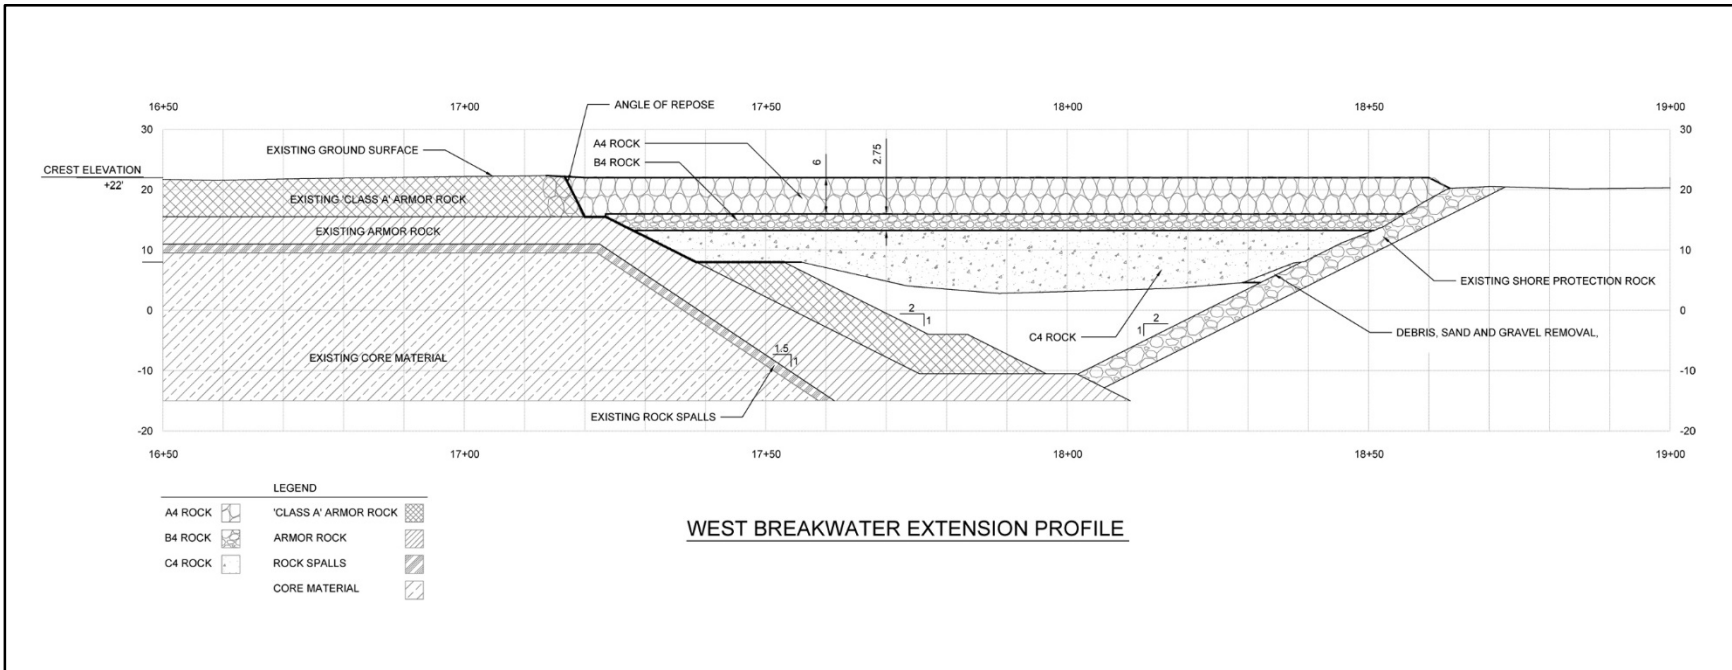 16+50 17+00 17+50 18+00 18+50 19+00
ANGLE OF REPOSE
30 30
A4 ROCK
EXISTING GROUND SURFACE
B4 ROCK
6 2.75
CREST ELEVATION
+22'
20 20
EXISTING 'CLASS A' ARMOR ROCK
EXISTING ARMOR ROCK
10 10
EXISTING SHORE PROTECTION ROCK
0 0
2
1
2
1
C4 ROCK
DEBRIS, SAND AND GRAVEL REMOVAL,
EXISTING CORE MATERIAL
1.5
1
-10 -10
EXISTING ROCK SPALLS
-20 -20
16+50 17+00 17+50 18+00 18+50 19+00
LEGEND
A4 ROCK 'CLASS A' ARMOR ROCK
B4 ROCK ARMOR ROCK
C4 ROCK ROCK SPALLS
CORE MATERIAL
WEST BREAKWATER EXTENSION PROFILE